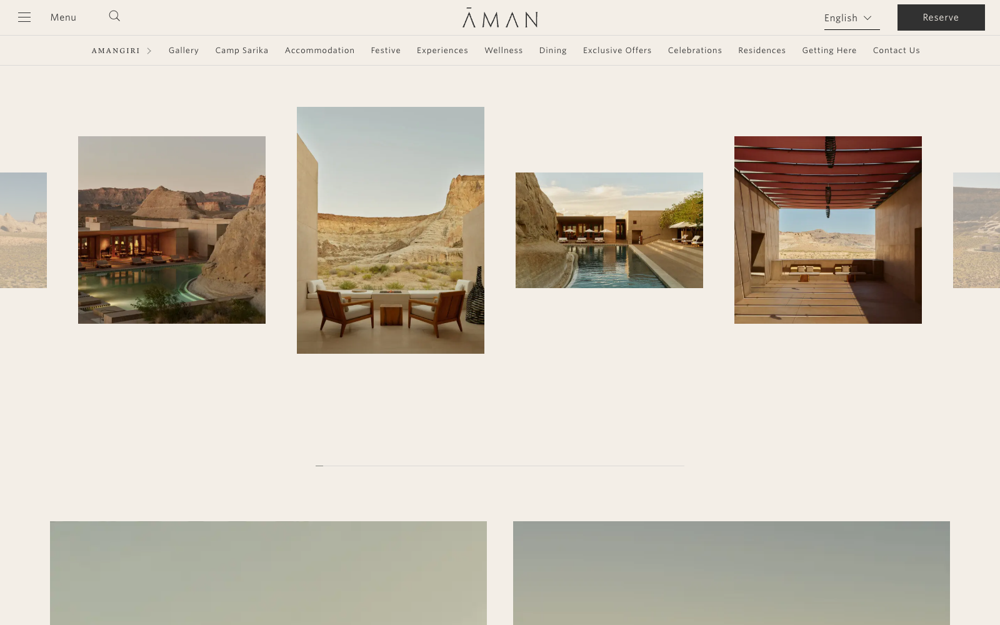 Menu
ĀMAN
English
Reserve
AMANGIRI
Gallery
Camp Sarika
Accommodation
Festive
Experiences
Wellness
Dining
Exclusive Offers
Celebrations
Residences
Getting Here
Contact Us